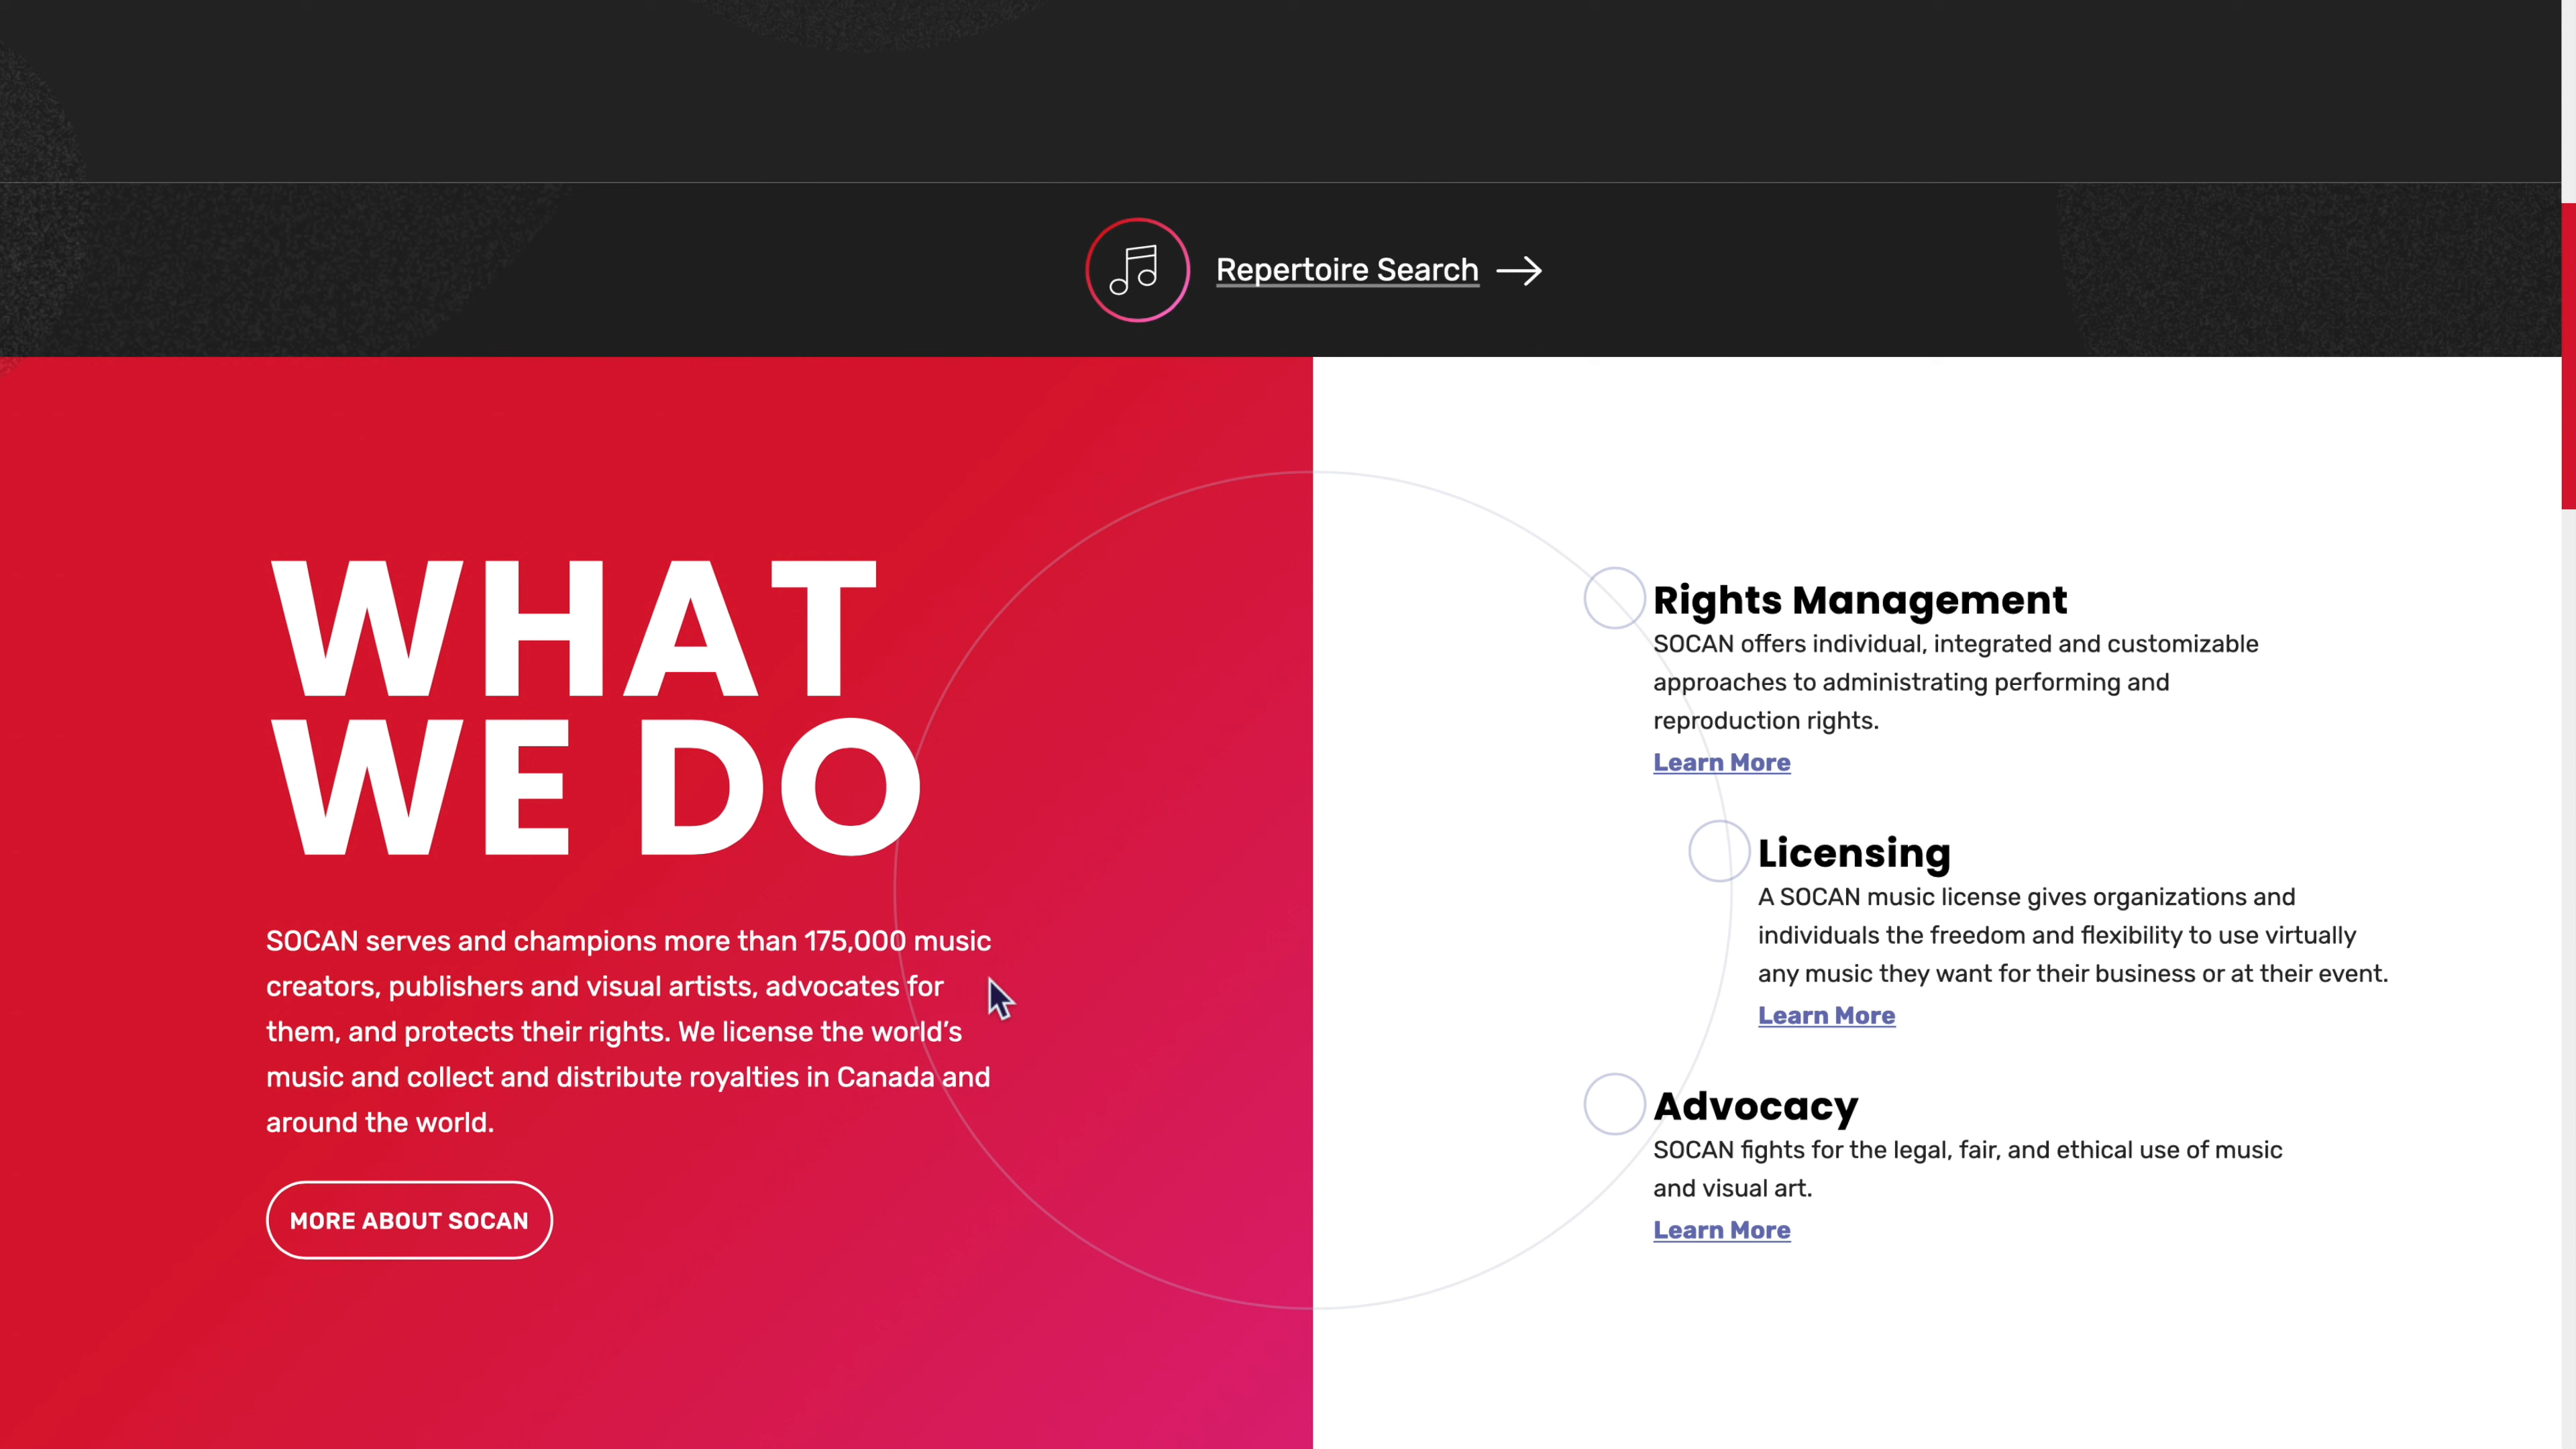 Repertoire Search
WHAT
WE DO
SOCAN serves and champions more than 175,000 music
creators, publishers and visual artists, advocates for
them, and protects their rights. We license the world’s
music and collect and distribute royalties in Canada and
around the world.
MORE ABOUT SOCAN
Rights Management
SOCAN offers individual, integrated and customizable
approaches to administrating performing and
reproduction rights.
Learn More
Licensing
A SOCAN music license gives organizations and
individuals the freedom and flexibility to use virtually
any music they want for their business or at their event.
Learn More
Advocacy
SOCAN fights for the legal, fair, and ethical use of music
and visual art.
Learn More